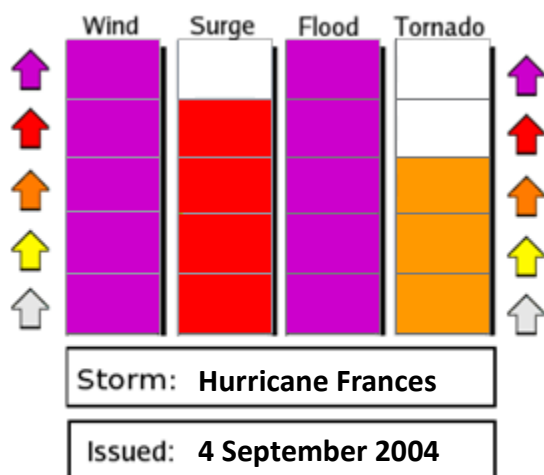 Wind Surge Flood Tornado
Storm: Hurricane Frances
Issued: 4 September 2004